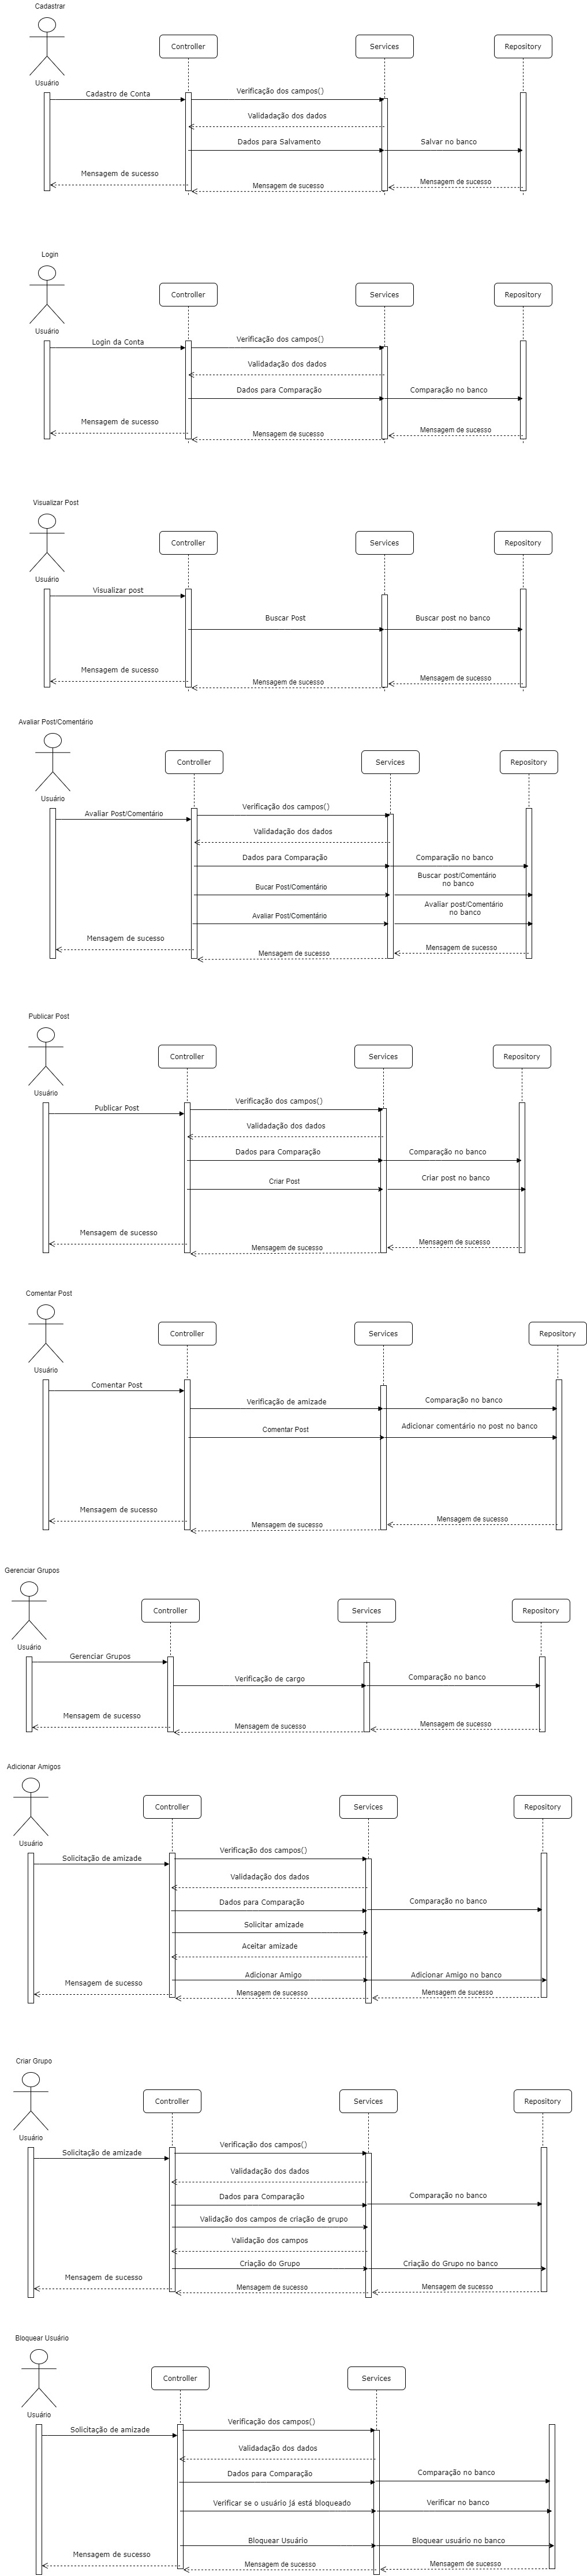 Cadastrar
Controller
Services
Repository
Usuário
Cadastro de Conta
Verificação dos campos()
Validadação dos dados
Dados para Salvamento
Salvar no banco
Mensagem de sucesso
Mensagem de sucesso
Mensagem de sucesso
Login
Controller
Services
Repository
Usuário
Login da Conta
Verificação dos campos()
Validadação dos dados
Dados para Comparação
Comparação no banco
Mensagem de sucesso
Mensagem de sucesso
Mensagem de sucesso
Visualizar Post
Controller
Services
Repository
Usuário
Visualizar post
Buscar Post
Buscar post no banco
Mensagem de sucesso
Mensagem de sucesso
Mensagem de sucesso
Avaliar Post/Comentário
Controller
Services
Repository
Usuário
Avaliar Post/Comentário
Verificação dos campos()
Validadação dos dados
Dados para Comparação
Comparação no banco
Bucar Post/Comentário
Buscar post/Comentário
no banco
Avaliar Post/Comentário
Avaliar post/Comentário
no banco
Mensagem de sucesso
Mensagem de sucesso
Mensagem de sucesso
Publicar Post
Controller
Services
Repository
Usuário
Publicar Post
Verificação dos campos()
Validadação dos dados
Dados para Comparação
Comparação no banco
Criar Post
Criar post no banco
Mensagem de sucesso
Mensagem de sucesso
Mensagem de sucesso
Comentar Post
Controller
Services
Repository
Usuário
Comentar Post
Verificação de amizade
Comparação no banco
Comentar Post
Adicionar comentário no post no banco
Mensagem de sucesso
Mensagem de sucesso
Mensagem de sucesso
Gerenciar Grupos
Controller
Services
Repository
Usuário
Gerenciar Grupos
Verificação de cargo
Comparação no banco
Mensagem de sucesso
Mensagem de sucesso
Mensagem de sucesso
Adicionar Amigos
Controller
Services
Repository
Usuário
Solicitação de amizade
Verificação dos campos()
Validadação dos dados
Dados para Comparação
Comparação no banco
Solicitar amizade
Aceitar amizade
Adicionar Amigo
Adicionar Amigo no banco
Mensagem de sucesso
Mensagem de sucesso
Mensagem de sucesso
Criar Grupo
Controller
Services
Repository
Usuário
Solicitação de amizade
Verificação dos campos()
Validadação dos dados
Dados para Comparação
Comparação no banco
Validação dos campos de criação de grupo
Validação dos campos
Criação do Grupo
Criação do Grupo no banco
Mensagem de sucesso
Mensagem de sucesso
Mensagem de sucesso
Bloquear Usuário
Controller
Services
Usuário
Solicitação de amizade
Verificação dos campos()
Validadação dos dados
Dados para Comparação
Comparação no banco
Verificar se o usuário já está bloqueado
Verificar no banco
Bloquear Usuário
Bloquear usuário no banco
Mensagem de sucesso
Mensagem de sucesso
Mensagem de sucesso